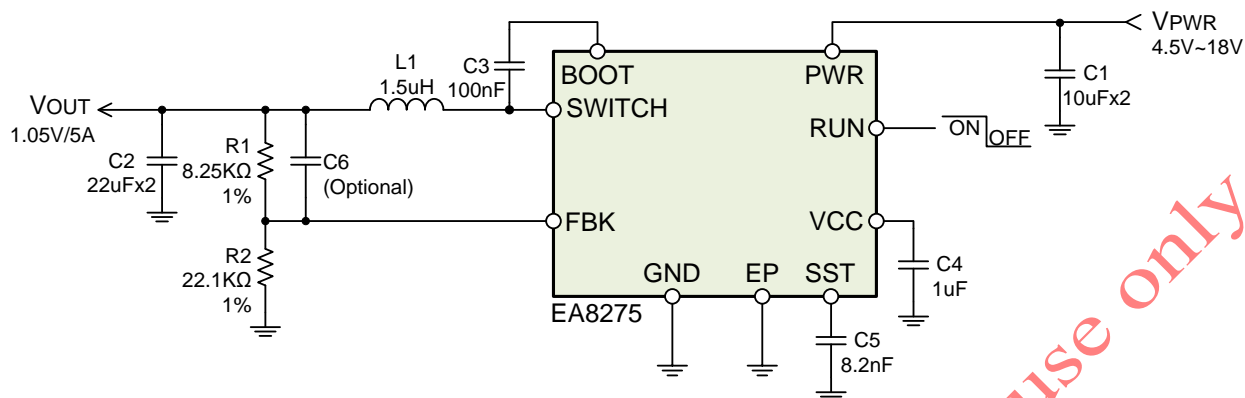 VPWR
4.5V~18V
C1
10uFx2
C3
100nF
BOOT
PWR
L1
1.5uH
SWITCH
VOUT
1.05V/5A
RUN
ON
OFF
C2
22uFx2
R1
8.25KΩ
1%
C6
(Optional)
FBK
VCC
R2
22.1KΩ
1%
GND
EP
SST
C4
1uF
EA8275
C5
8.2nF
use only